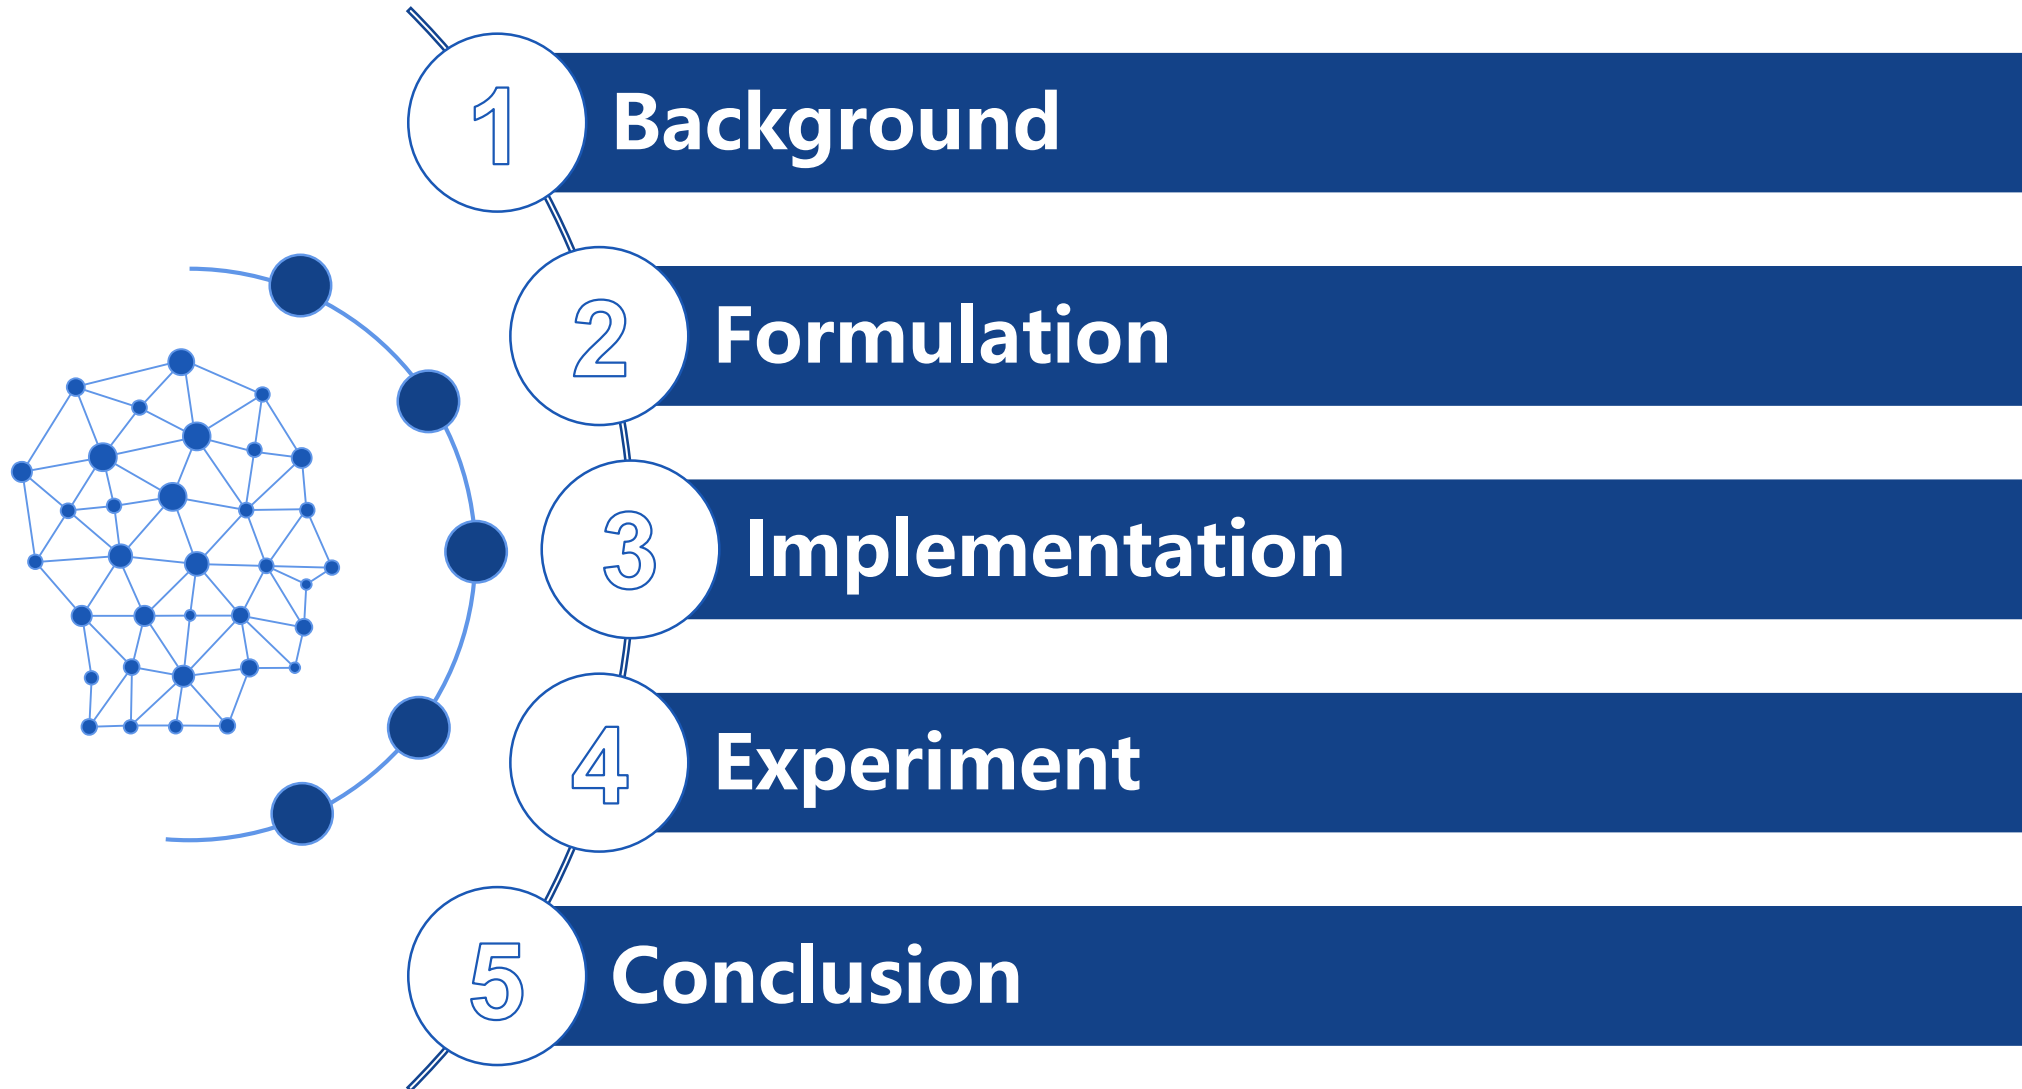 1 Background
2 Formulation
3 Implementation
4 Experiment
5 Conclusion